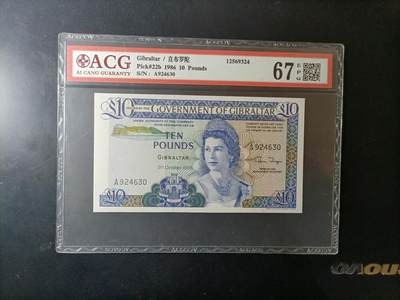 ACG
AI CANG GUARANTY
Gibraltar / 直布罗陀
Pick#22b 1986 10 Pounds
S/N: A924630
12569324
67 EPG
£10 GOVERNMENT OF GIBRALTAR £10
TEN
POUNDS
GIBRALTAR
A924630
A924630
£10 £10